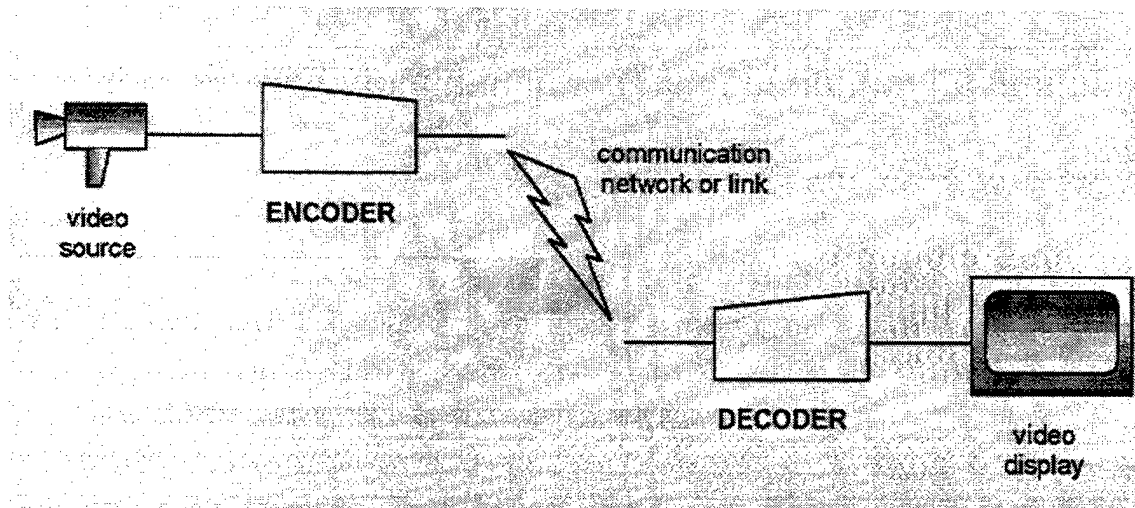 video
source
ENCODER
communication
network or link
DECODER
video
display